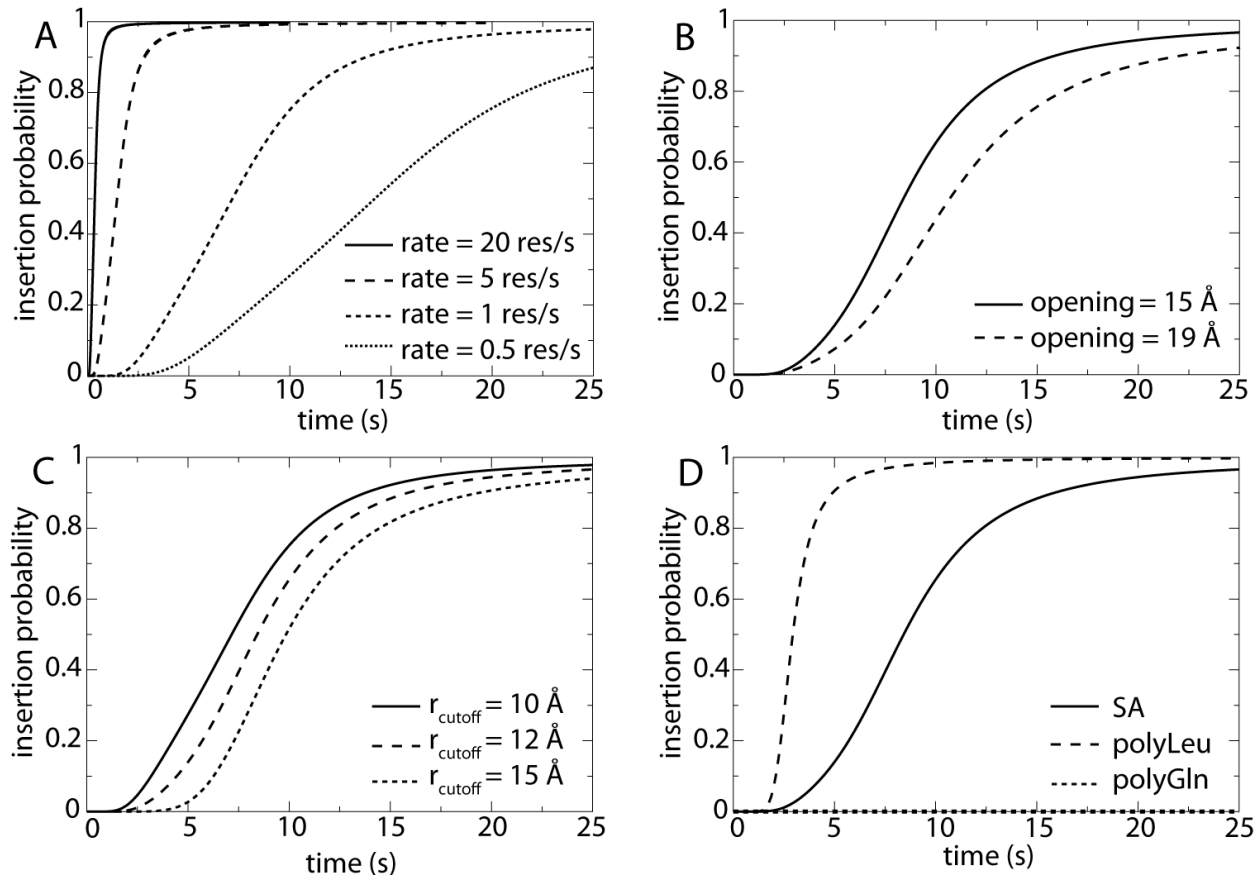 A
1
0.8
0.6
0.4
0.2
0
insertion probability
rate = 20 res/s
rate = 5 res/s
rate = 1 res/s
rate = 0.5 res/s
0 5 10 15 20 25
time (s)
B
1
0.8
0.6
0.4
0.2
0
insertion probability
opening = 15 Å
opening = 19 Å
0 5 10 15 20 25
time (s)
C
1
0.8
0.6
0.4
0.2
0
insertion probability
r_cutoff = 10 Å
r_cutoff = 12 Å
r_cutoff = 15 Å
0 5 10 15 20 25
time (s)
D
1
0.8
0.6
0.4
0.2
0
insertion probability
SA
polyLeu
polyGln
0 5 10 15 20 25
time (s)